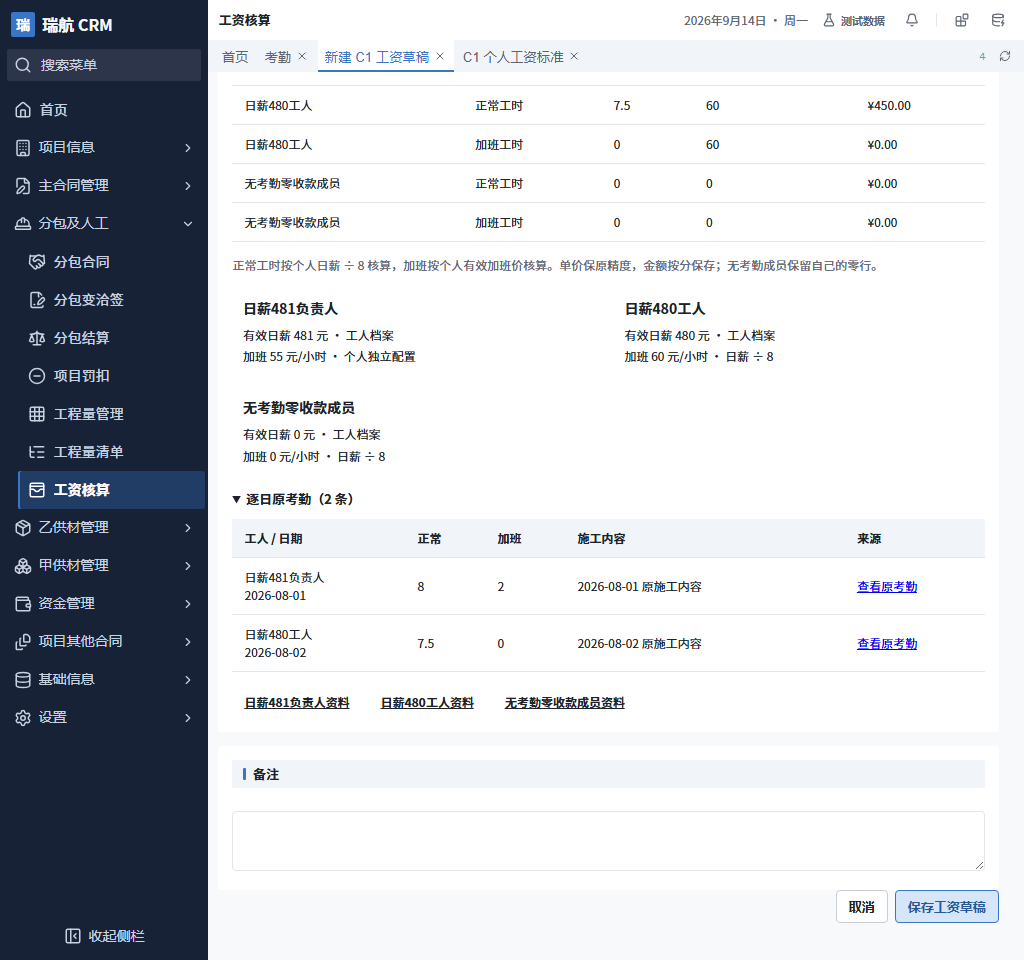 瑞 瑞航 CRM
搜索菜单
首页
项目信息
主合同管理
分包及人工
分包合同
分包变洽签
分包结算
项目罚扣
工程量管理
工程量清单
工资核算
乙供材管理
甲供材管理
资金管理
项目其他合同
基础信息
设置
收起侧栏
工资核算
2026年9月14日 · 周一 测试数据
首页 考勤 × 新建 C1 工资草稿 × C1 个人工资标准 × 4
日薪480工人 正常工时 7.5 60 ¥450.00
日薪480工人 加班工时 0 60 ¥0.00
无考勤零收款成员 正常工时 0 0 ¥0.00
无考勤零收款成员 加班工时 0 0 ¥0.00
正常工时按个人日薪 ÷ 8 核算，加班按个人有效加班价核算。单价保原精度，金额按分保存；无考勤成员保留自己的零行。
日薪481负责人
有效日薪 481 元 · 工人档案
加班 55 元/小时 · 个人独立配置
日薪480工人
有效日薪 480 元 · 工人档案
加班 60 元/小时 · 日薪 ÷ 8
无考勤零收款成员
有效日薪 0 元 · 工人档案
加班 0 元/小时 · 日薪 ÷ 8
▼ 逐日原考勤（2 条）
工人 / 日期 正常 加班 施工内容 来源
日薪481负责人
2026-08-01 8 2 2026-08-01 原施工内容 查看原考勤
日薪480工人
2026-08-02 7.5 0 2026-08-02 原施工内容 查看原考勤
日薪481负责人资料 日薪480工人资料 无考勤零收款成员资料
备注
取消 保存工资草稿